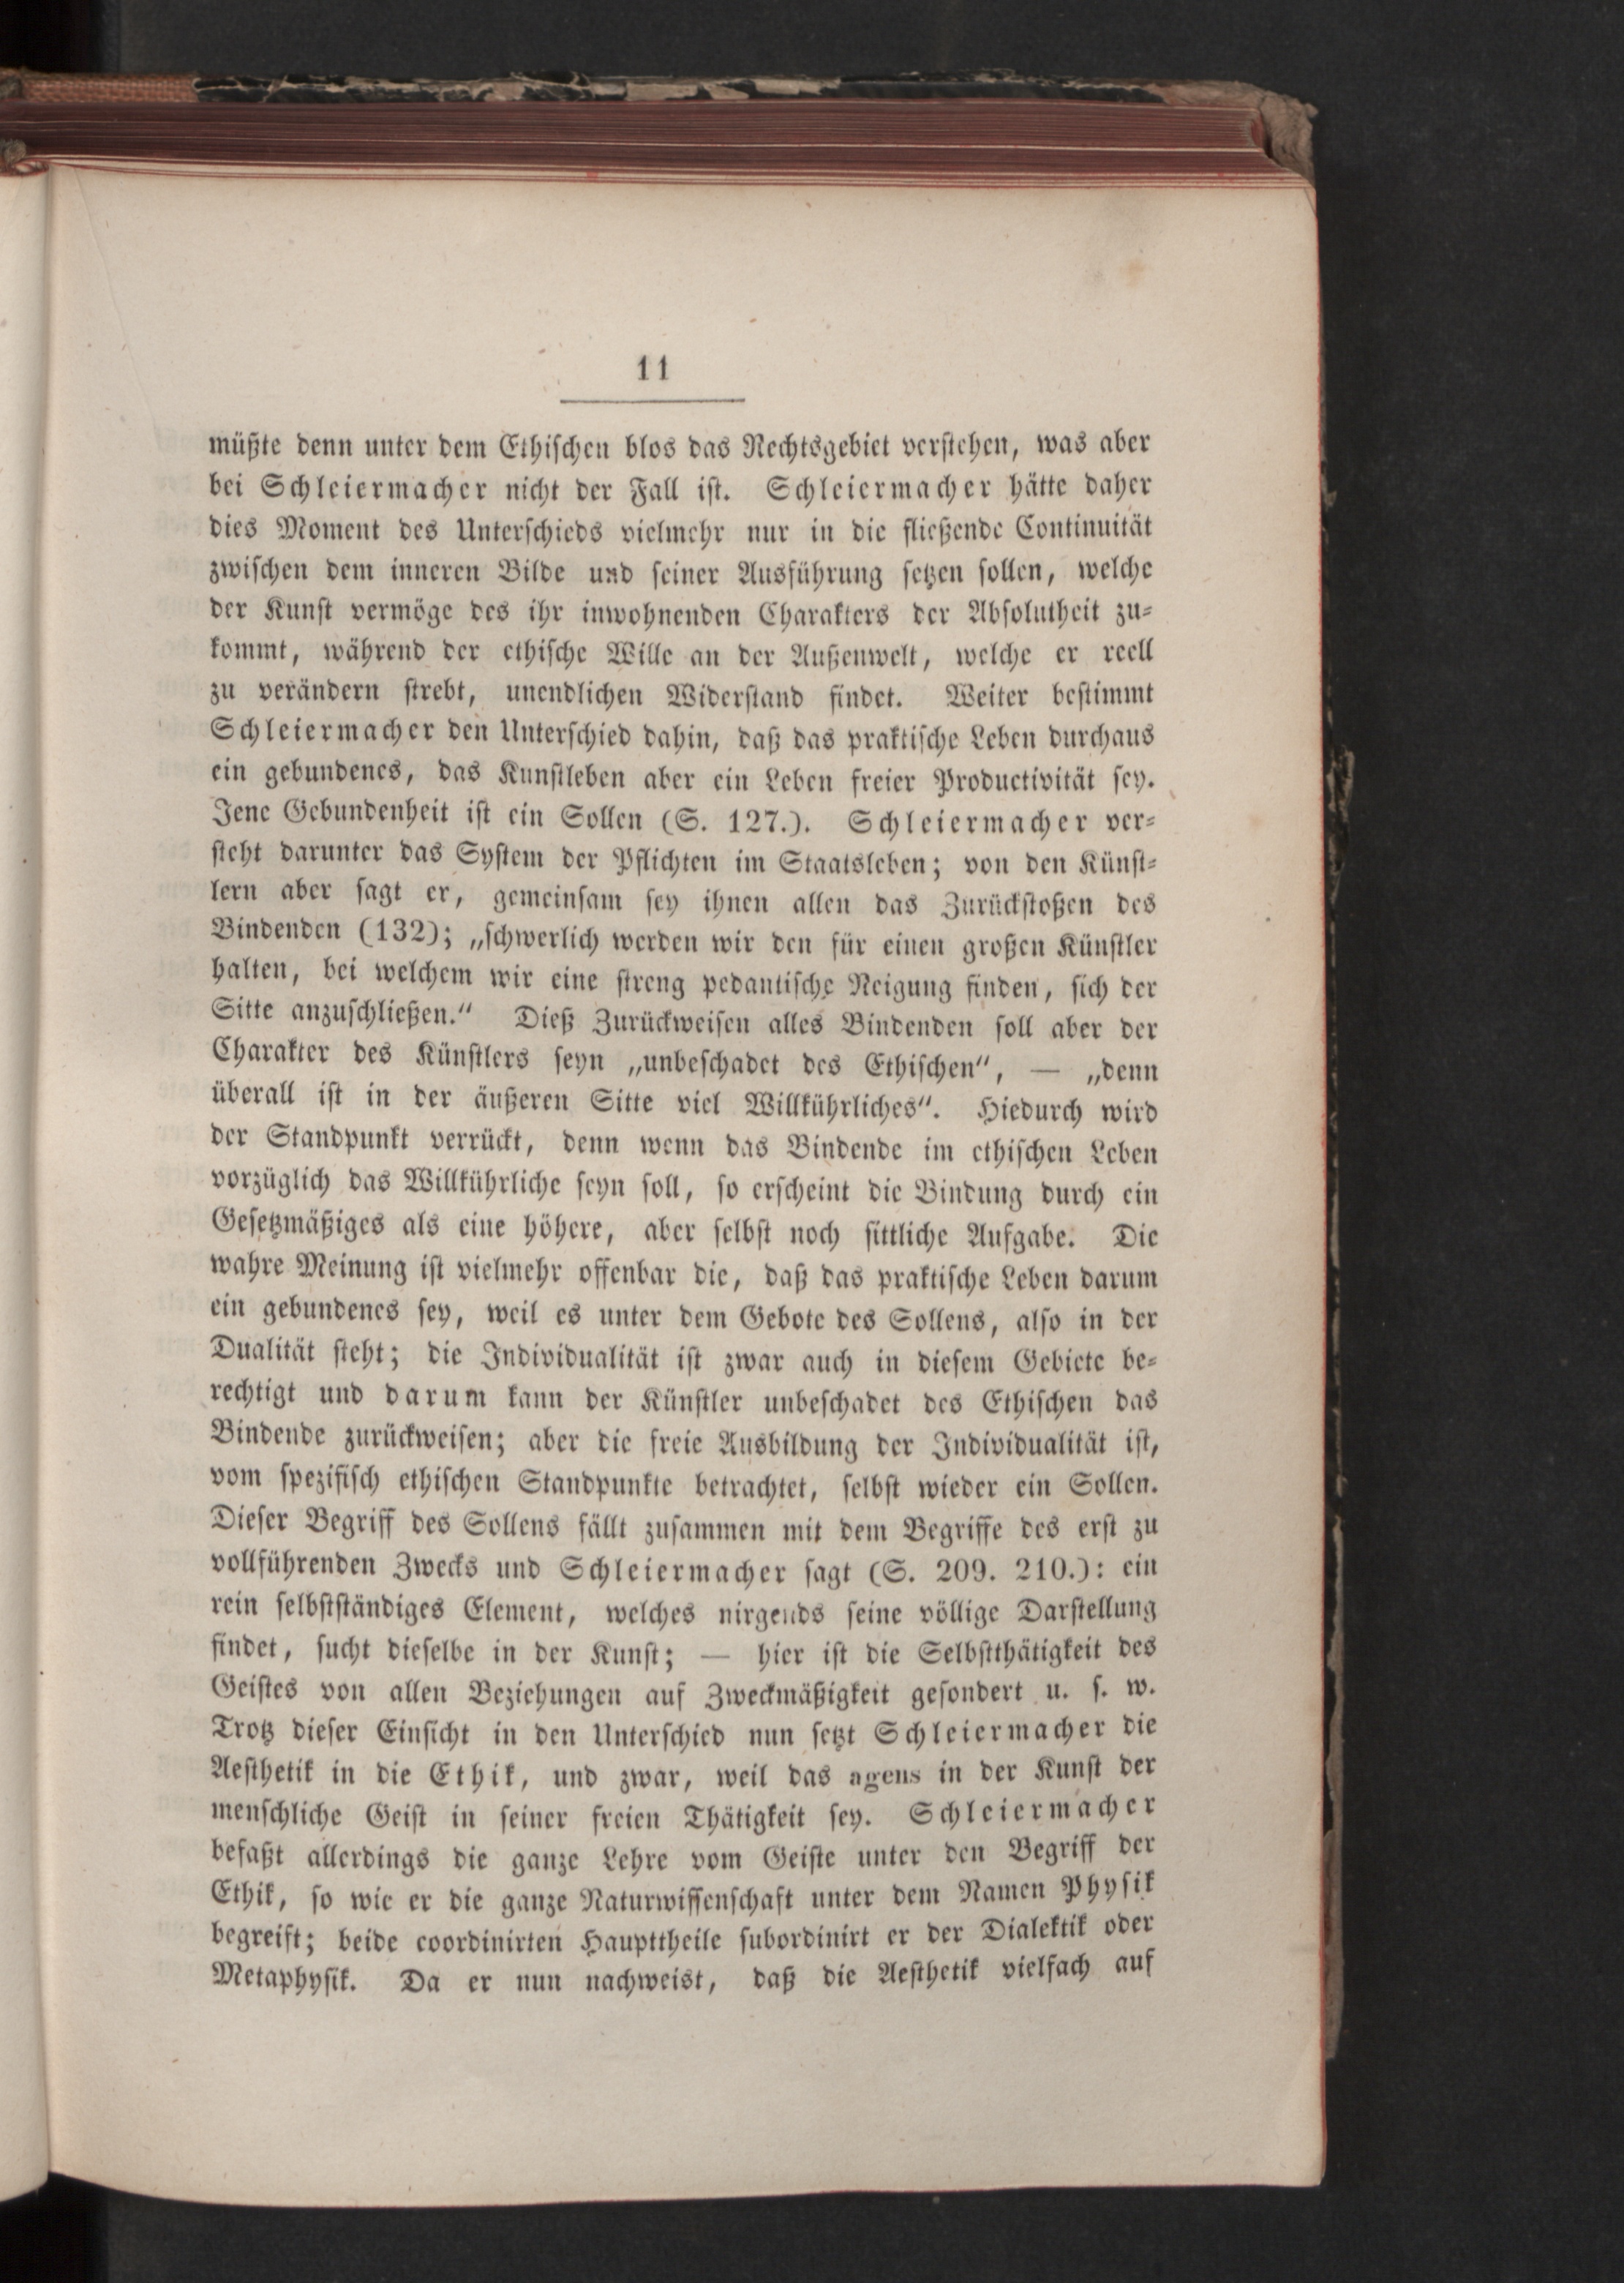 11
müßte denn unter dem Ethischen blos das Rechtsgebiet verstehen, was aber
bei Schleiermacher nicht der Fall ist. Schleiermacher hätte daher
dies Moment des Unterschieds vielmehr nur in die fließende Continuität
zwischen dem inneren Bilde und seiner Ausführung setzen sollen, welche
der Kunst vermöge des ihr inwohnenden Charakters der Absolutheit zu-
kommt, während der ethische Wille an der Außenwelt, welche er reell
zu verändern strebt, unendlichen Widerstand findet. Weiter bestimmt
Schleiermacher den Unterschied dahin, daß das praktische Leben durchaus
ein gebundenes, das Kunstleben aber ein Leben freier Productivität sey.
Jene Gebundenheit ist ein Sollen (S. 127.). Schleiermacher ver-
steht darunter das System der Pflichten im Staatsleben; von den Künst-
lern aber sagt er, gemeinsam sey ihnen allen das Zurückstoßen des
Bindenden (132); „schwerlich werden wir den für einen großen Künstler
halten, bei welchem wir eine streng pedantische Neigung finden, sich der
Sitte anzuschließen.“ Dieß Zurückweisen alles Bindenden soll aber der
Charakter des Künstlers seyn „unbeschadet des Ethischen“, — „denn
überall ist in der äußeren Sitte viel Willkührliches“. Hiedurch wird
der Standpunkt verrückt, denn wenn das Bindende im ethischen Leben
vorzüglich das Willkührliche seyn soll, so erscheint die Bindung durch ein
Gesetzmäßiges als eine höhere, aber selbst noch sittliche Aufgabe. Die
wahre Meinung ist vielmehr offenbar die, daß das praktische Leben darum
ein gebundenes sey, weil es unter dem Gebote des Sollens, also in der
Dualität steht; die Individualität ist zwar auch in diesem Gebiete be-
rechtigt und darum kann der Künstler unbeschadet des Ethischen das
Bindende zurückweisen; aber die freie Ausbildung der Individualität ist,
vom spezifisch ethischen Standpunkte betrachtet, selbst wieder ein Sollen.
Dieser Begriff des Sollens fällt zusammen mit dem Begriffe des erst zu
vollführenden Zwecks und Schleiermacher sagt (S. 209. 210.): ein
rein selbstständiges Element, welches nirgends seine völlige Darstellung
findet, sucht dieselbe in der Kunst; — hier ist die Selbstthätigkeit des
Geistes von allen Beziehungen auf Zweckmäßigkeit gesondert u. s. w.
Trotz dieser Einsicht in den Unterschied nun setzt Schleiermacher die
Aesthetik in die Ethik, und zwar, weil das agens in der Kunst der
menschliche Geist in seiner freien Thätigkeit sey. Schleiermacher
befaßt allerdings die ganze Lehre vom Geiste unter den Begriff der
Ethik, so wie er die ganze Naturwissenschaft unter dem Namen Physik
begreift; beide coordinirten Haupttheile subordinirt er der Dialektik oder
Metaphysik. Da er nun nachweist, daß die Aesthetik vielfach auf